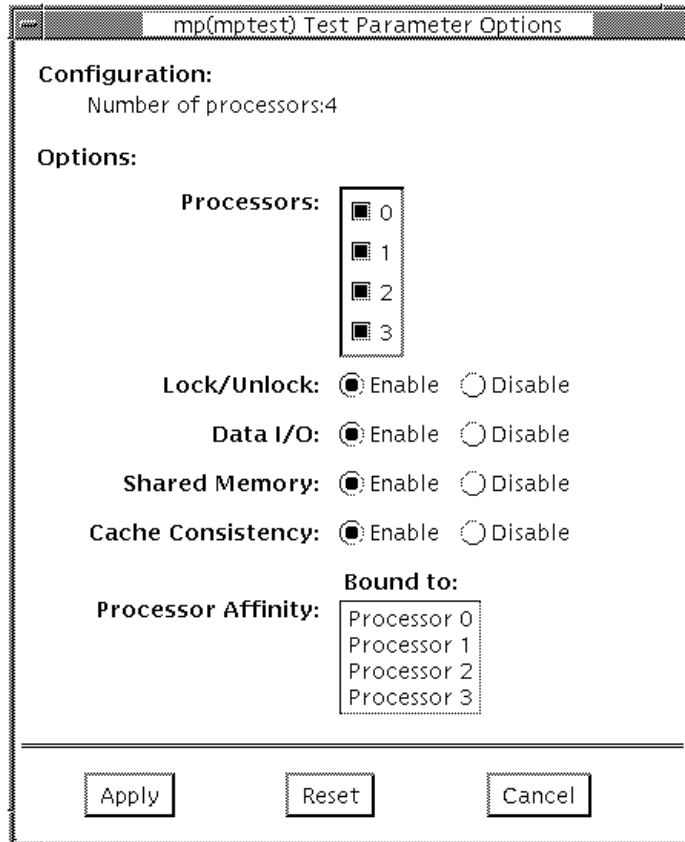 mp(mptest) Test Parameter Options
Configuration:
Number of processors:4
Options:
Processors:
0
1
2
3
Lock/Unlock: Enable Disable
Data I/O: Enable Disable
Shared Memory: Enable Disable
Cache Consistency: Enable Disable
Bound to:
Processor Affinity:
Processor 0
Processor 1
Processor 2
Processor 3
Apply Reset Cancel